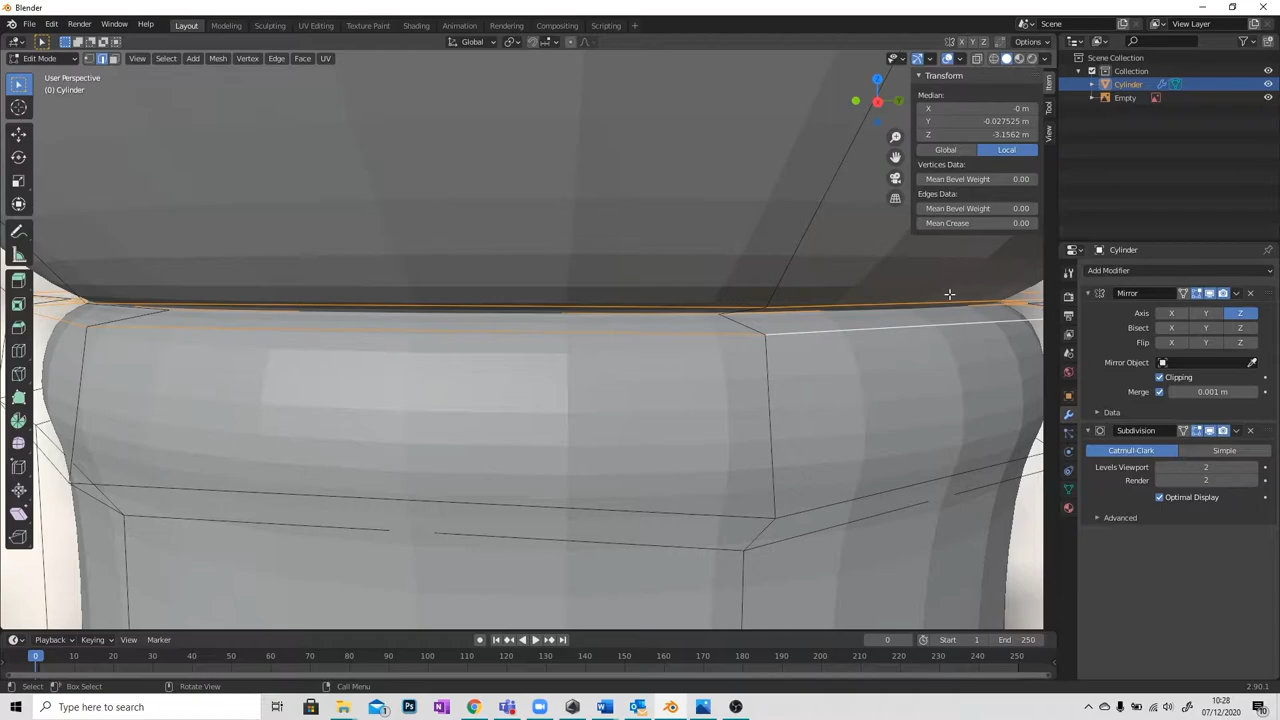 Blender
File Edit Render Window Help Layout Modeling Sculpting UV Editing Texture Paint Shading Animation Rendering Compositing Scripting + Scene View Layer
Global X Y Z Options
Edit Mode View Select Add Mesh Vertex Edge Face UV
User Perspective
(0) Cylinder
Transform
Median:
X -0 m
Y -0.027525 m
Z -3.1562 m
Global Local
Vertices Data:
Mean Bevel Weight 0.00
Edges Data:
Mean Bevel Weight 0.00
Mean Crease 0.00
Item
Tool
View
Z
Y
X
Scene Collection
Collection
Cylinder
Empty
Cylinder
Add Modifier
Mirror
Axis X Y Z
Bisect X Y Z
Flip X Y Z
Mirror Object
Clipping
Merge 0.001 m
Data
Subdivision
Catmull-Clark Simple
Levels Viewport 2
Render 2
Optimal Display
Advanced
Playback Keying View Marker 0 Start 1 End 250
0 10 20 30 40 50 60 70 80 90 100 110 120 130 140 150 160 170 180 190 200 210 220 230 240 250
Select Box Select Rotate View Call Menu 2.90.1
Type here to search
10:28
07/12/2020